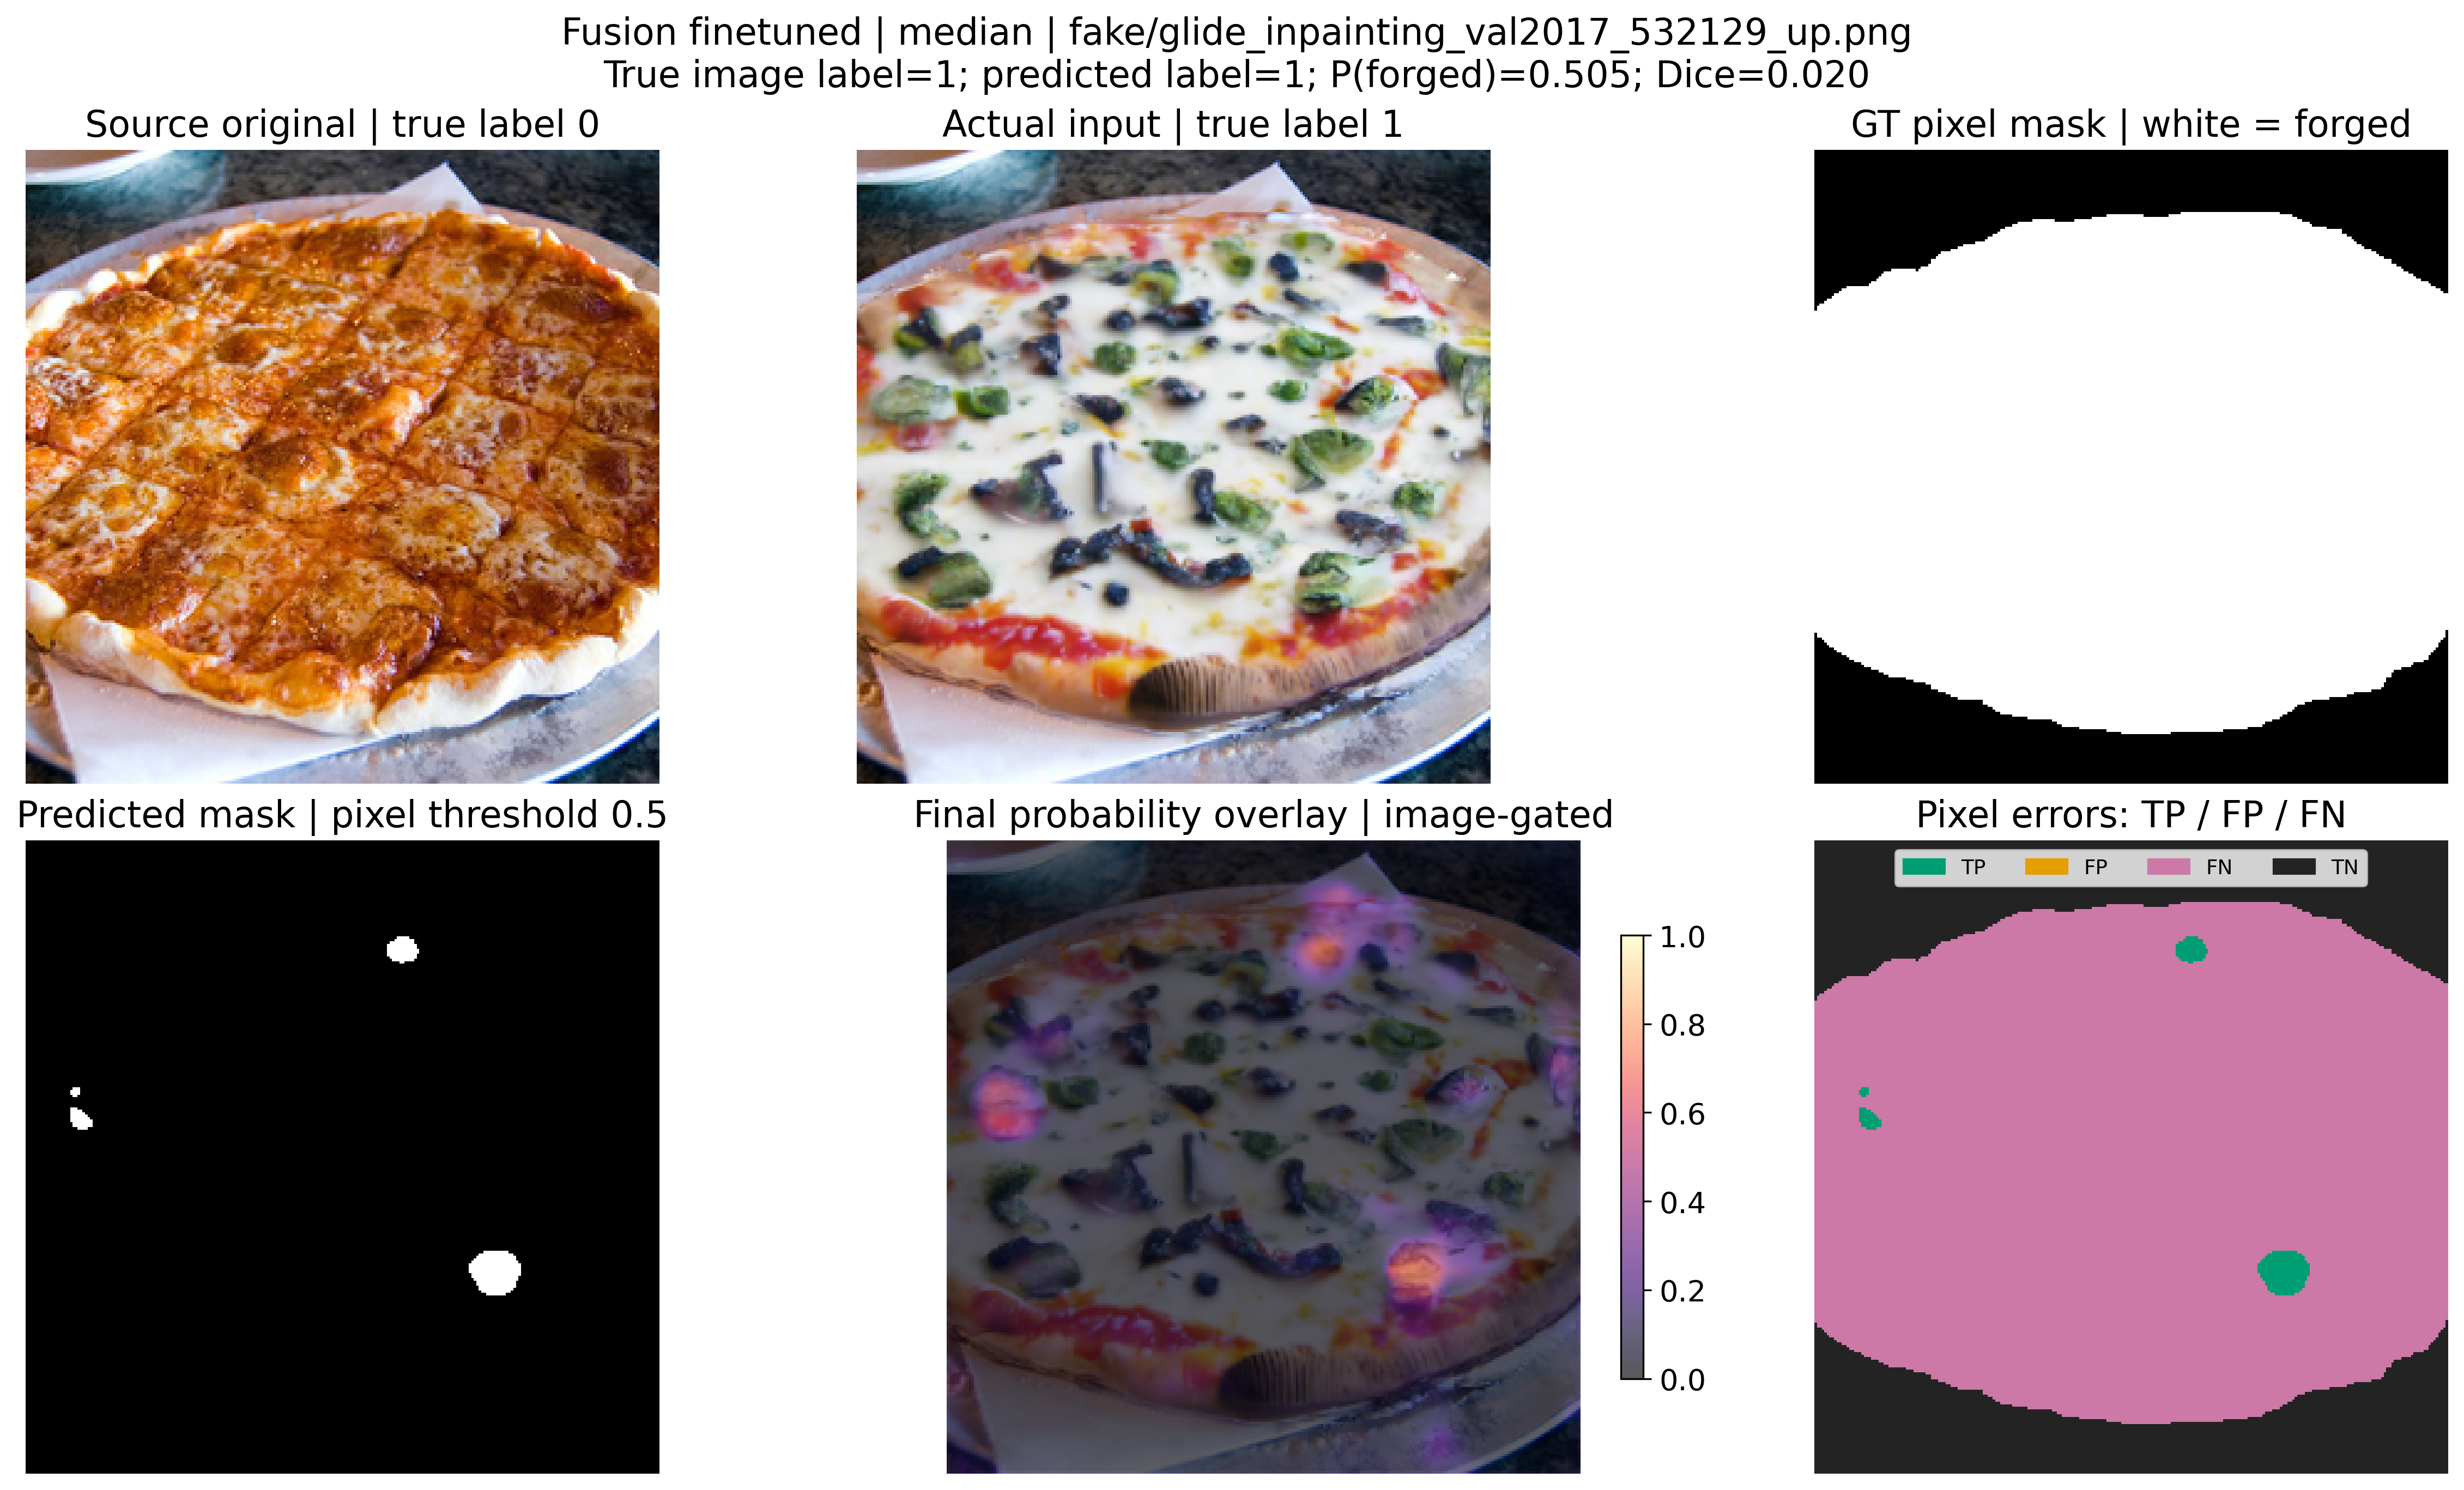 Fusion finetuned | median | fake/glide_inpainting_val2017_532129_up.png
True image label=1; predicted label=1; P(forged)=0.505; Dice=0.020
Source original | true label 0
Actual input | true label 1
GT pixel mask | white = forged
Predicted mask | pixel threshold 0.5
Final probability overlay | image-gated
Pixel errors: TP / FP / FN
TP FP FN TN
1.0
0.8
0.6
0.4
0.2
0.0